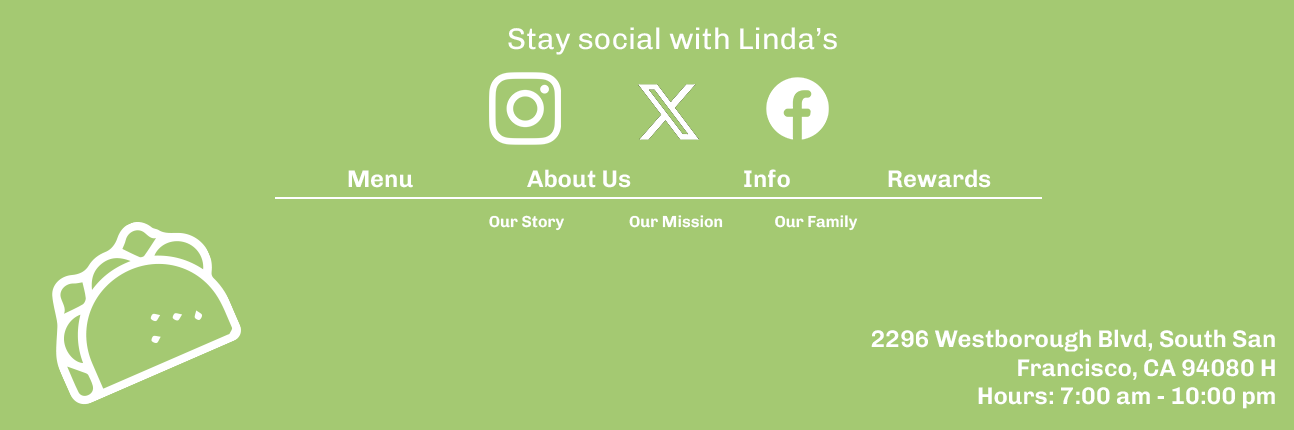 Stay social with Linda’s
Menu About Us Info Rewards
Our Story Our Mission Our Family
2296 Westborough Blvd, South San
Francisco, CA 94080 H
Hours: 7:00 am - 10:00 pm